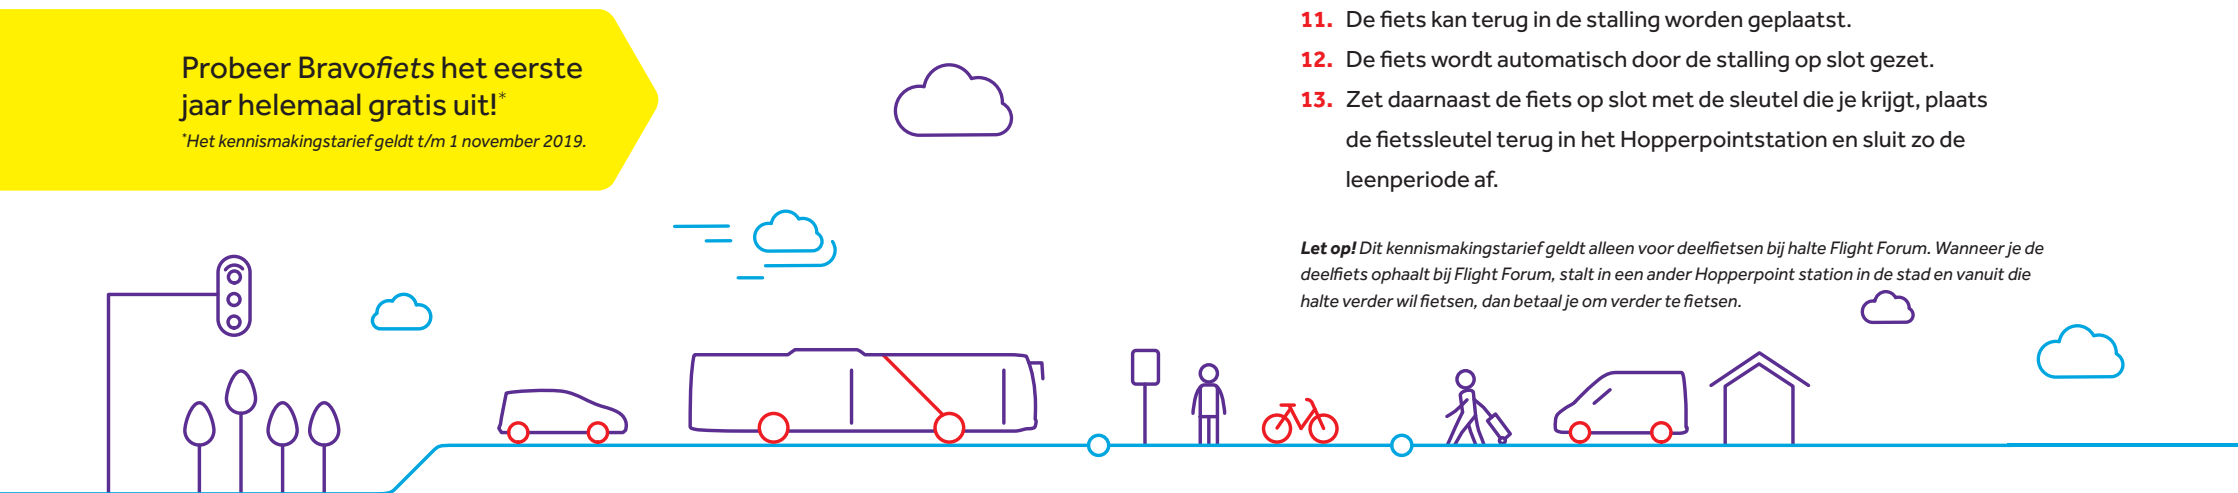 Probeer Bravofiets het eerste
jaar helemaal gratis uit!*
*Het kennismakingstarief geldt t/m 1 november 2019.
11. De fiets kan terug in de stalling worden geplaatst.
12. De fiets wordt automatisch door de stalling op slot gezet.
13. Zet daarnaast de fiets op slot met de sleutel die je krijgt, plaats
de fietssleutel terug in het Hopperpointstation en sluit zo de
leenperiode af.
Let op! Dit kennismakingstarief geldt alleen voor deelfietsen bij halte Flight Forum. Wanneer je de
deelfiets ophaalt bij Flight Forum, stalt in een ander Hopperpoint station in de stad en vanuit die
halte verder wil fietsen, dan betaal je om verder te fietsen.